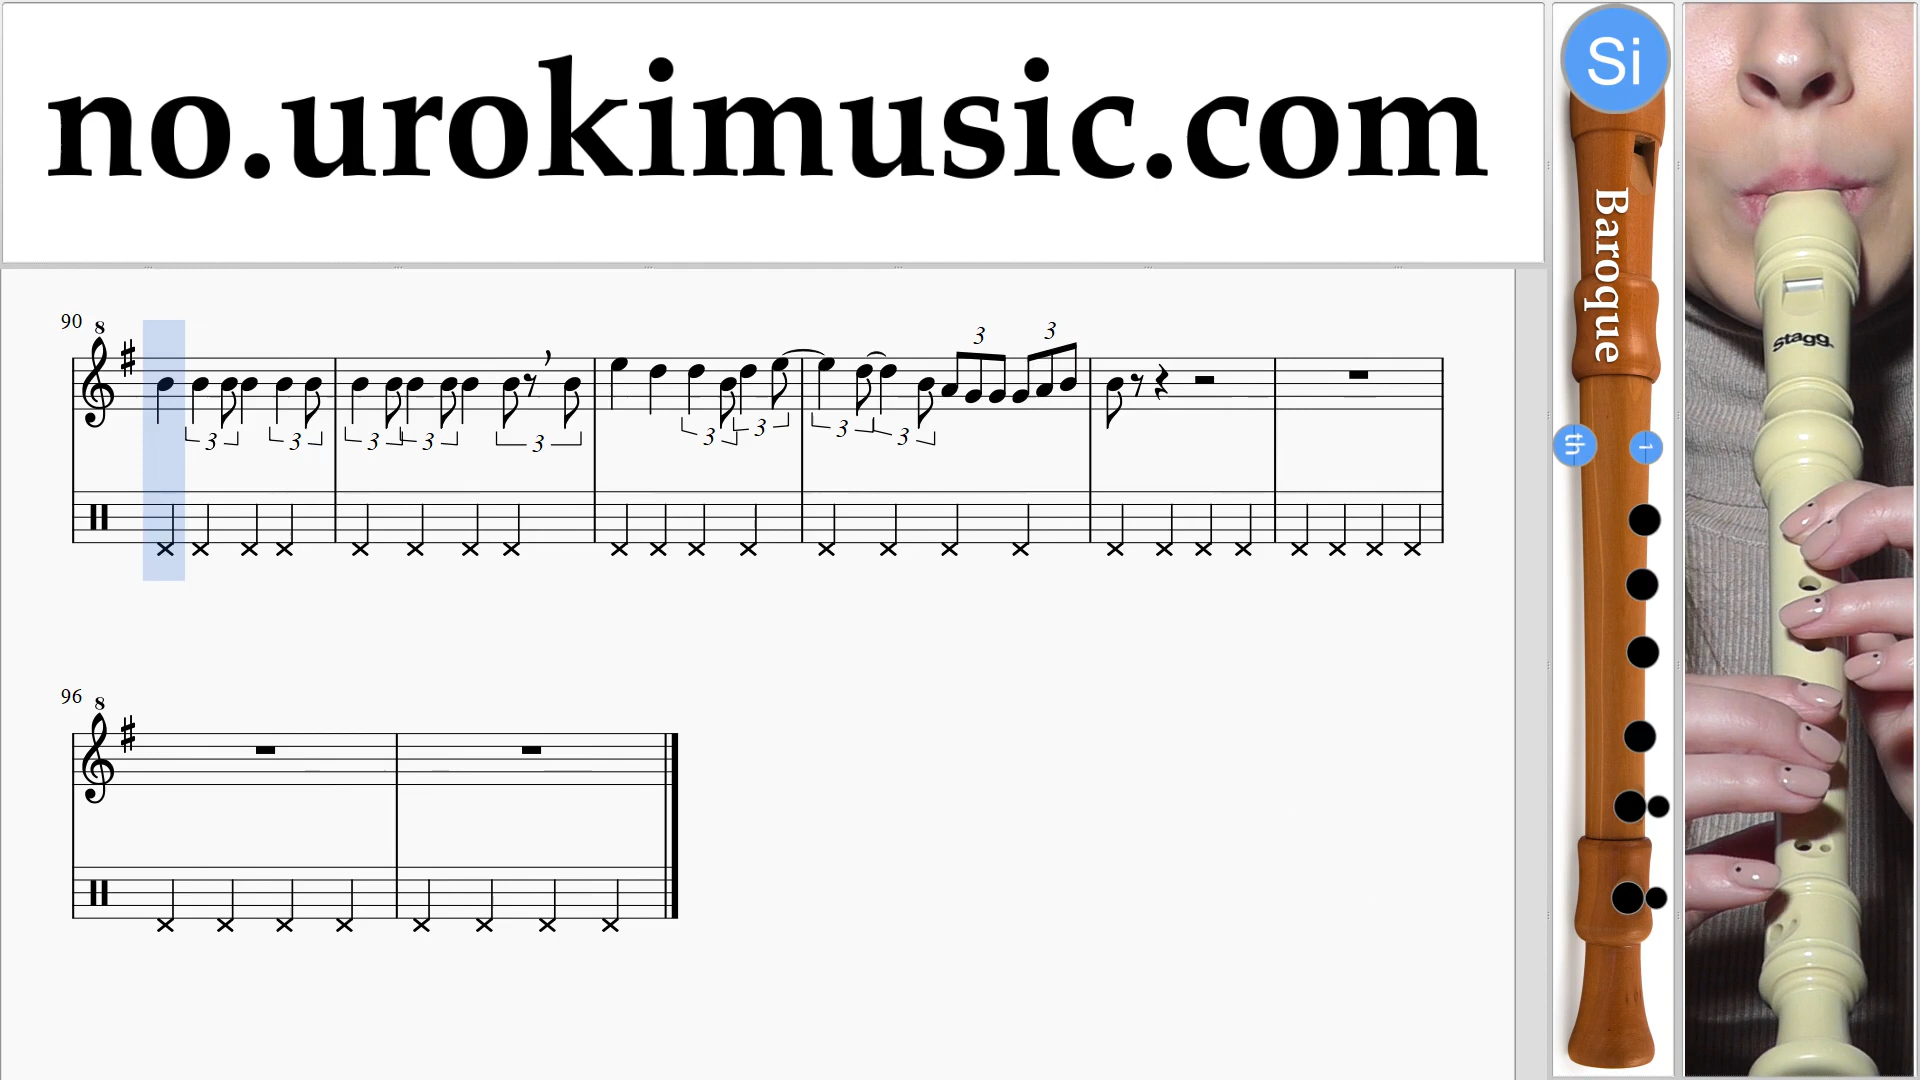 no.urokimusic.com
Si
Baroque
stagg
90
8
3
3
3 3 3 3 3 3 3 3 3
th
1
96
8